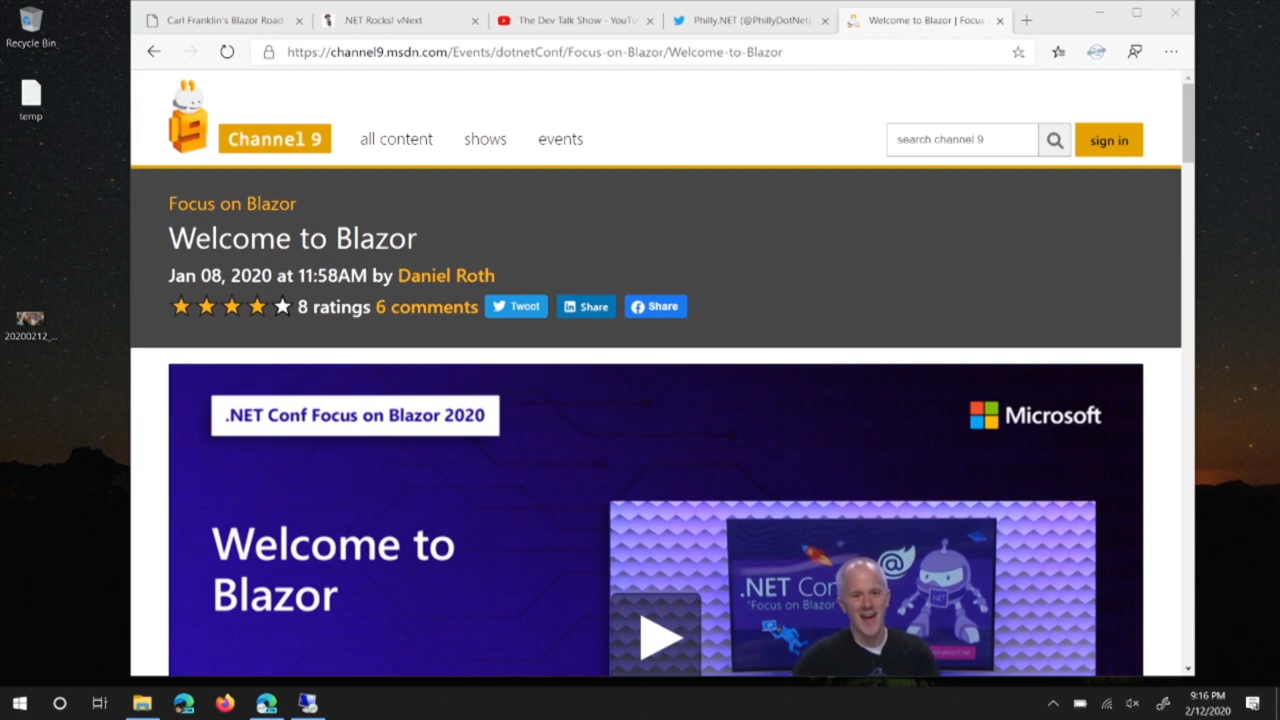 Recycle Bin
temp
20200212_...
Carl Franklin's Blazor Road
.NET Rocks! vNext
The Dev Talk Show - YouTu
Philly.NET (@PhillyDotNet)
Welcome to Blazor | Focus
https://channel9.msdn.com/Events/dotnetConf/Focus-on-Blazor/Welcome-to-Blazor
9
Channel 9
all content
shows
events
search channel 9
sign in
Focus on Blazor
Welcome to Blazor
Jan 08, 2020 at 11:58AM by Daniel Roth
8 ratings 6 comments
Tweet
Share
Share
.NET Conf Focus on Blazor 2020
Microsoft
Welcome to
Blazor
.NET Con
"Focus on Blazor
@
.NET
9:16 PM
2/12/2020